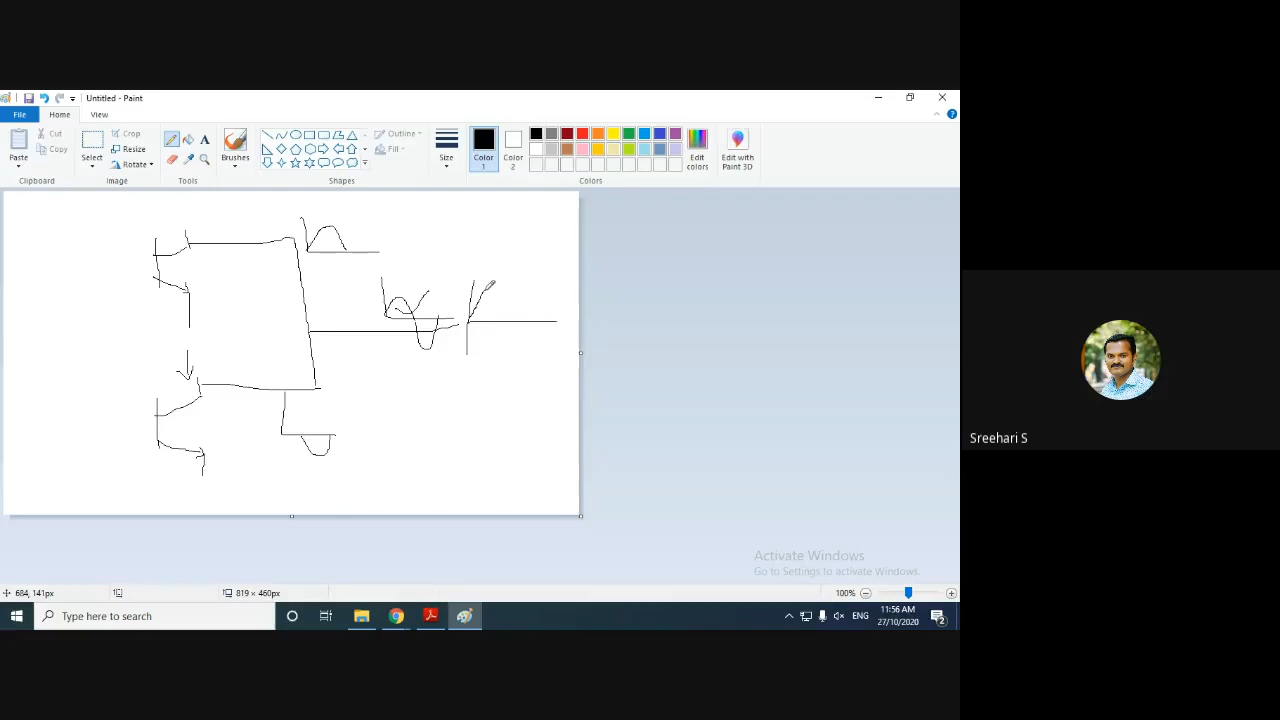 Untitled - Paint
File Home View
Paste
Cut
Copy
Clipboard
Select
Crop
Resize
Rotate
Image
Tools
Brushes
Shapes
Outline
Fill
Size
Color 1
Color 2
Edit colors
Edit with Paint 3D
Colors
Sreehari S
Activate Windows
Go to Settings to activate Windows.
684, 141px
819 × 460px
100%
Type here to search
ENG
11:56 AM
27/10/2020
2